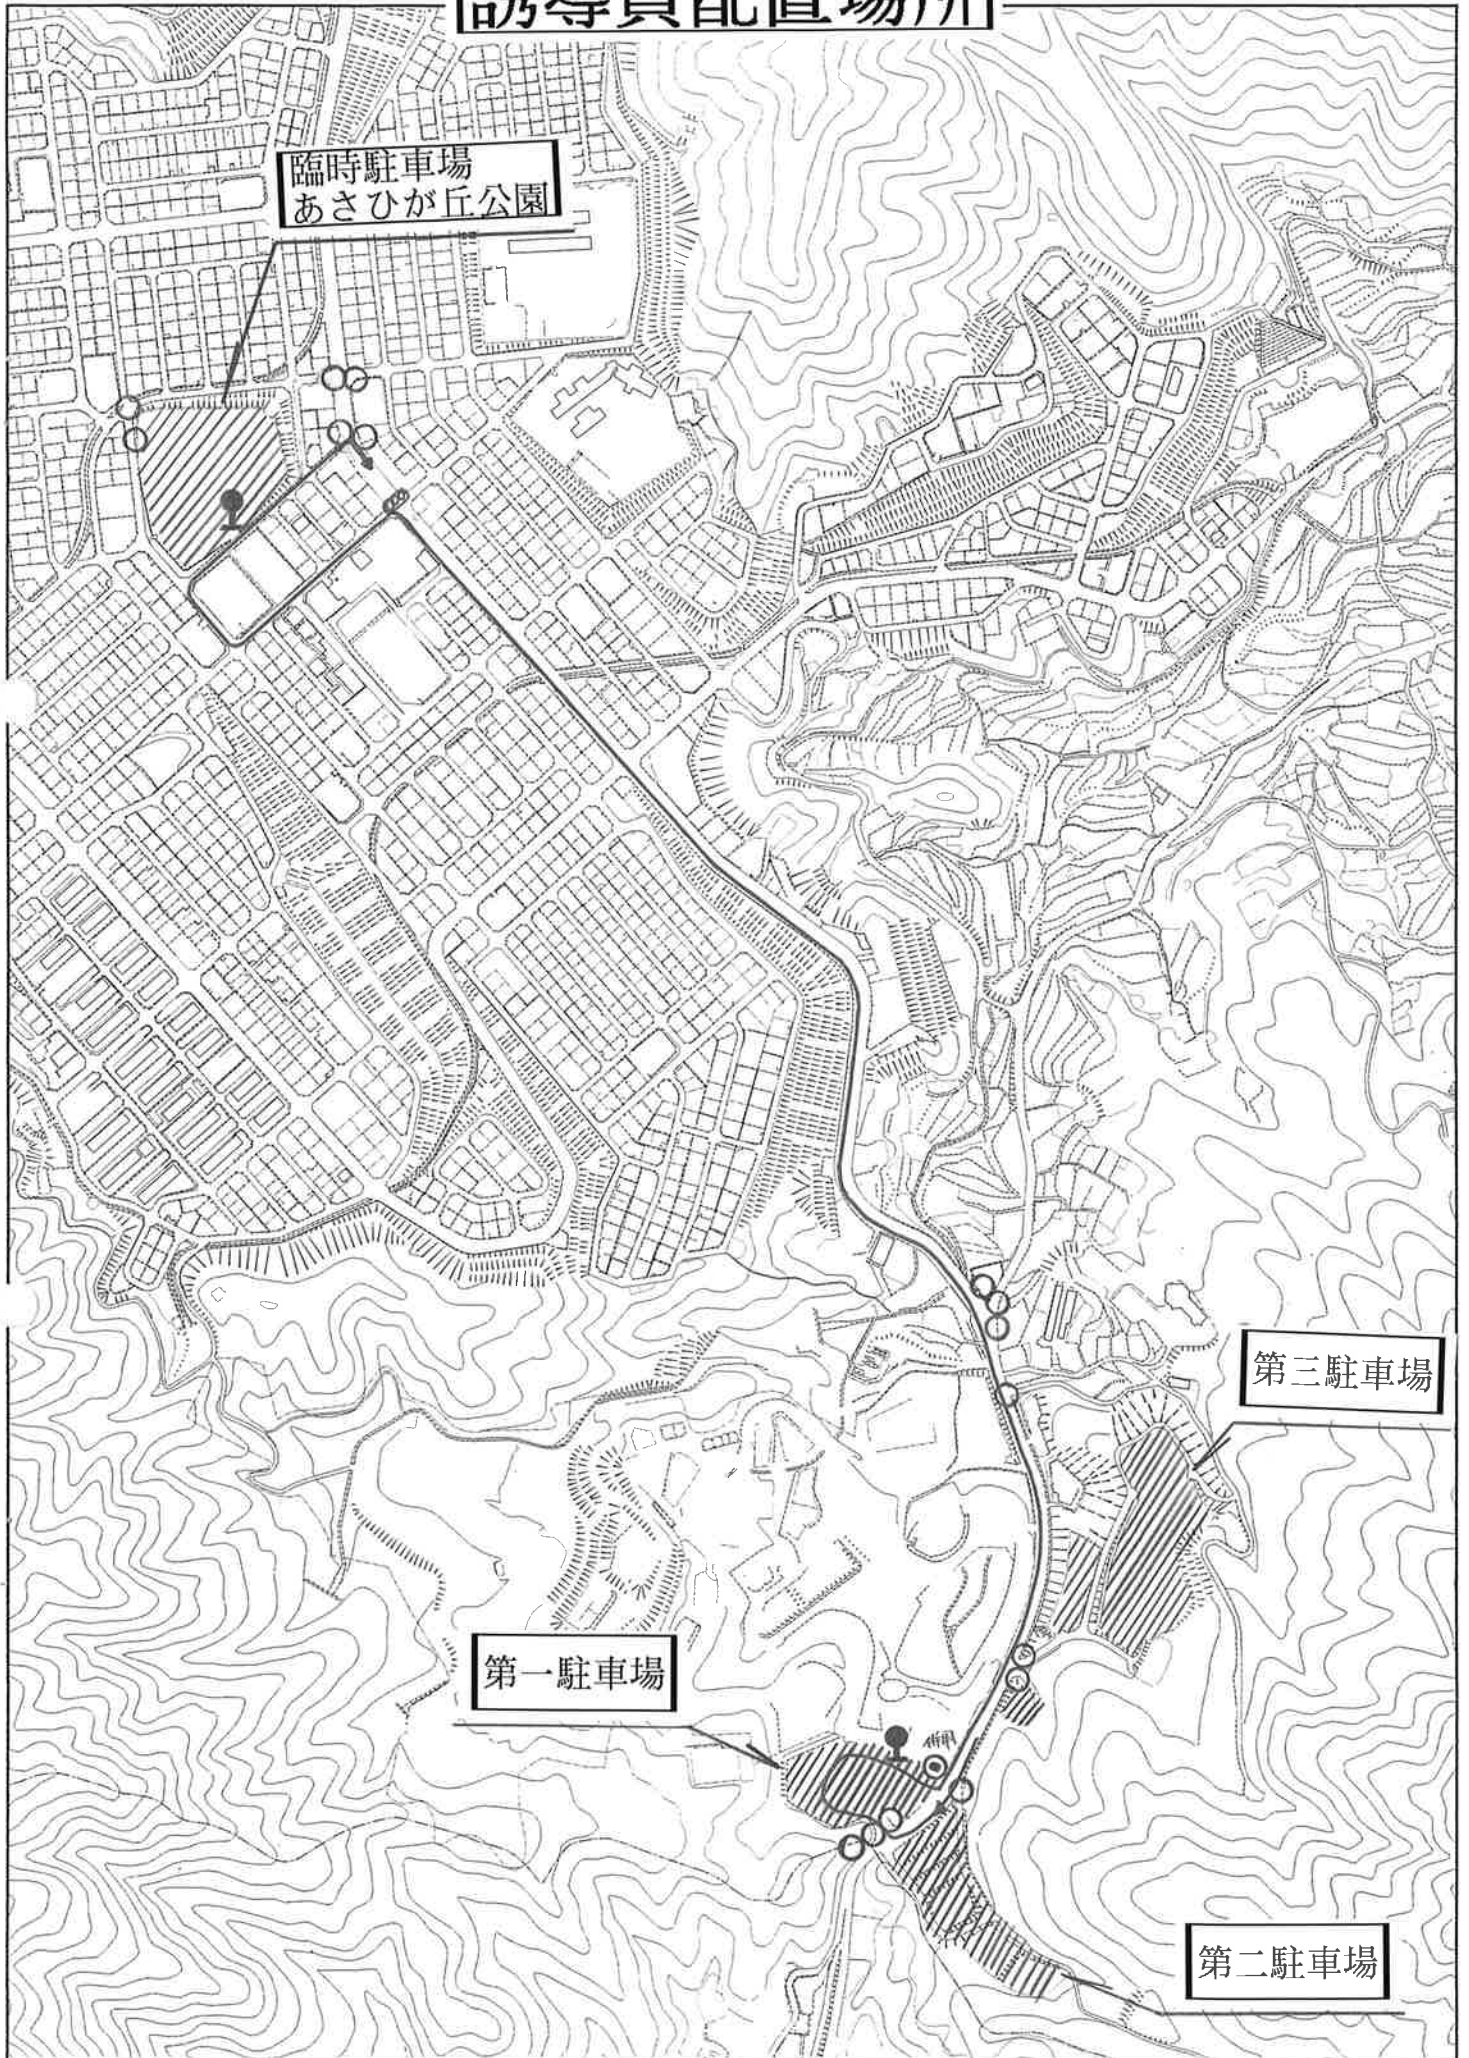 誘導員配置場所
臨時駐車場
あさひが丘公園
第三駐車場
第一駐車場
第二駐車場